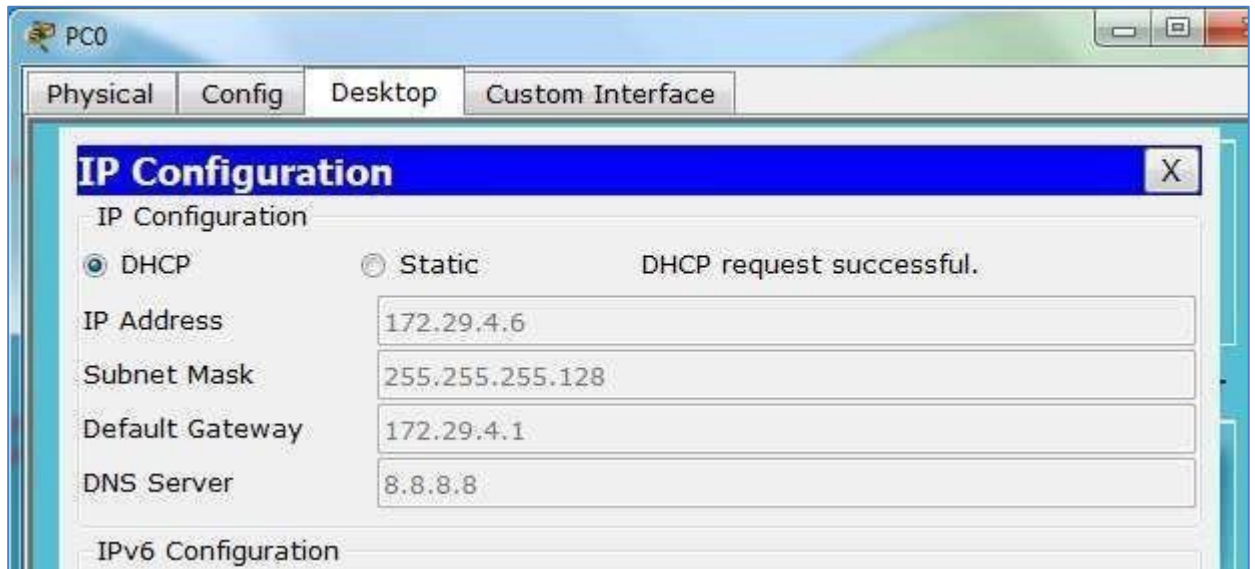 PC0
Physical Config Desktop Custom Interface
IP Configuration X
IP Configuration
DHCP Static DHCP request successful.
IP Address 172.29.4.6
Subnet Mask 255.255.255.128
Default Gateway 172.29.4.1
DNS Server 8.8.8.8
IPv6 Configuration